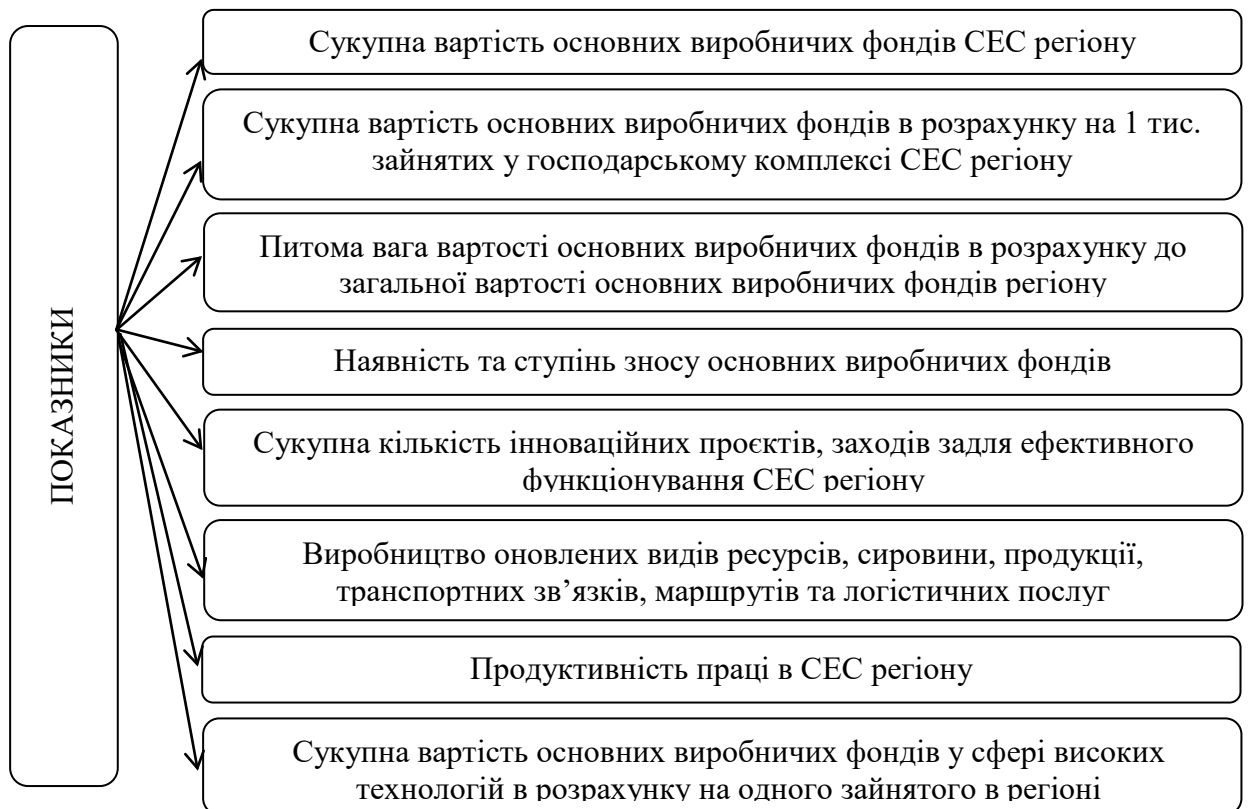 ПОКАЗНИКИ
Сукупна вартість основних виробничих фондів СЕС регіону
Сукупна вартість основних виробничих фондів в розрахунку на 1 тис.
зайнятих у господарському комплексі СЕС регіону
Питома вага вартості основних виробничих фондів в розрахунку до
загальної вартості основних виробничих фондів регіону
Наявність та ступінь зносу основних виробничих фондів
Сукупна кількість інноваційних проєктів, заходів задля ефективного
функціонування СЕС регіону
Виробництво оновлених видів ресурсів, сировини, продукції,
транспортних зв’язків, маршрутів та логістичних послуг
Продуктивність праці в СЕС регіону
Сукупна вартість основних виробничих фондів у сфері високих
технологій в розрахунку на одного зайнятого в регіоні